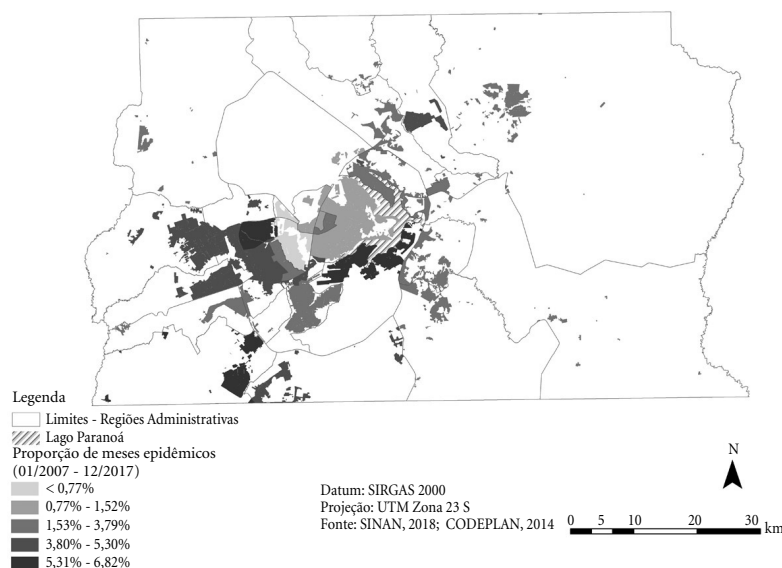 Legenda
Limites - Regiões Administrativas
Lago Paranoá
Proporção de meses epidêmicos
(01/2007 - 12/2017)
< 0,77%
0,77% - 1,52%
1,53% - 3,79%
3,80% - 5,30%
5,31% - 6,82%
Datum: SIRGAS 2000
Projeção: UTM Zona 23 S
Fonte: SINAN, 2018; CODEPLAN, 2014
N
0 5 10 20 30
km